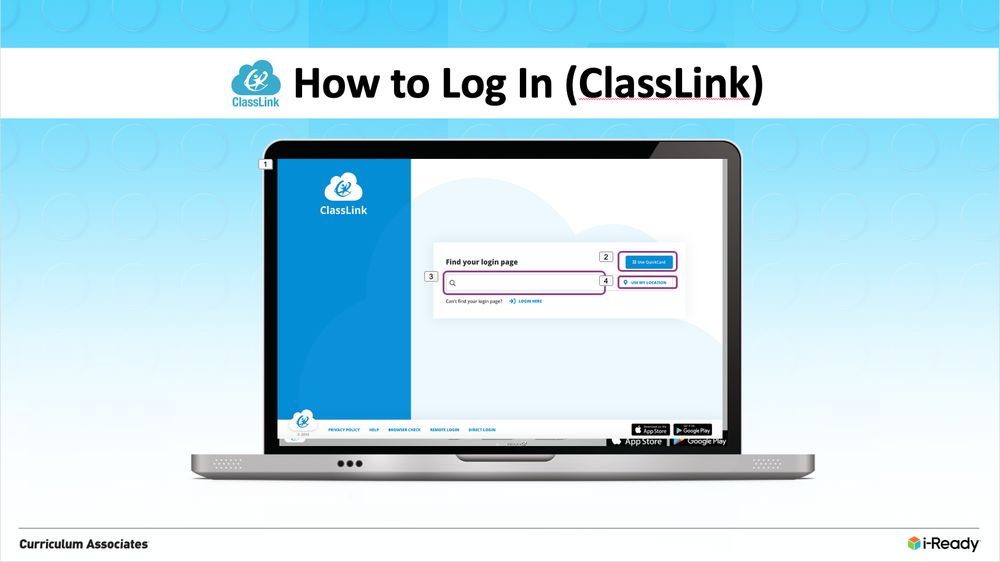 ClassLink
How to Log In (ClassLink)
1
ClassLink
2
Find your login page
Use QuickCard
3
4
USE MY LOCATION
Can't find your login page? LOGIN HERE
© 2019
PRIVACY POLICY HELP BROWSER CHECK REMOTE LOGIN DIRECT LOGIN
Download on the App Store
GET IT ON Google Play
Privacy
App Store
Google Play
Curriculum Associates
i-Ready